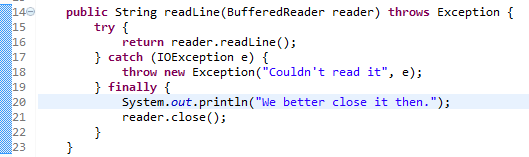 14 public String readLine(BufferedReader reader) throws Exception {
15 try {
16 return reader.readLine();
17 } catch (IOException e) {
18 throw new Exception("Couldn't read it", e);
19 } finally {
20 System.out.println("We better close it then.");
21 reader.close();
22 }
23 }